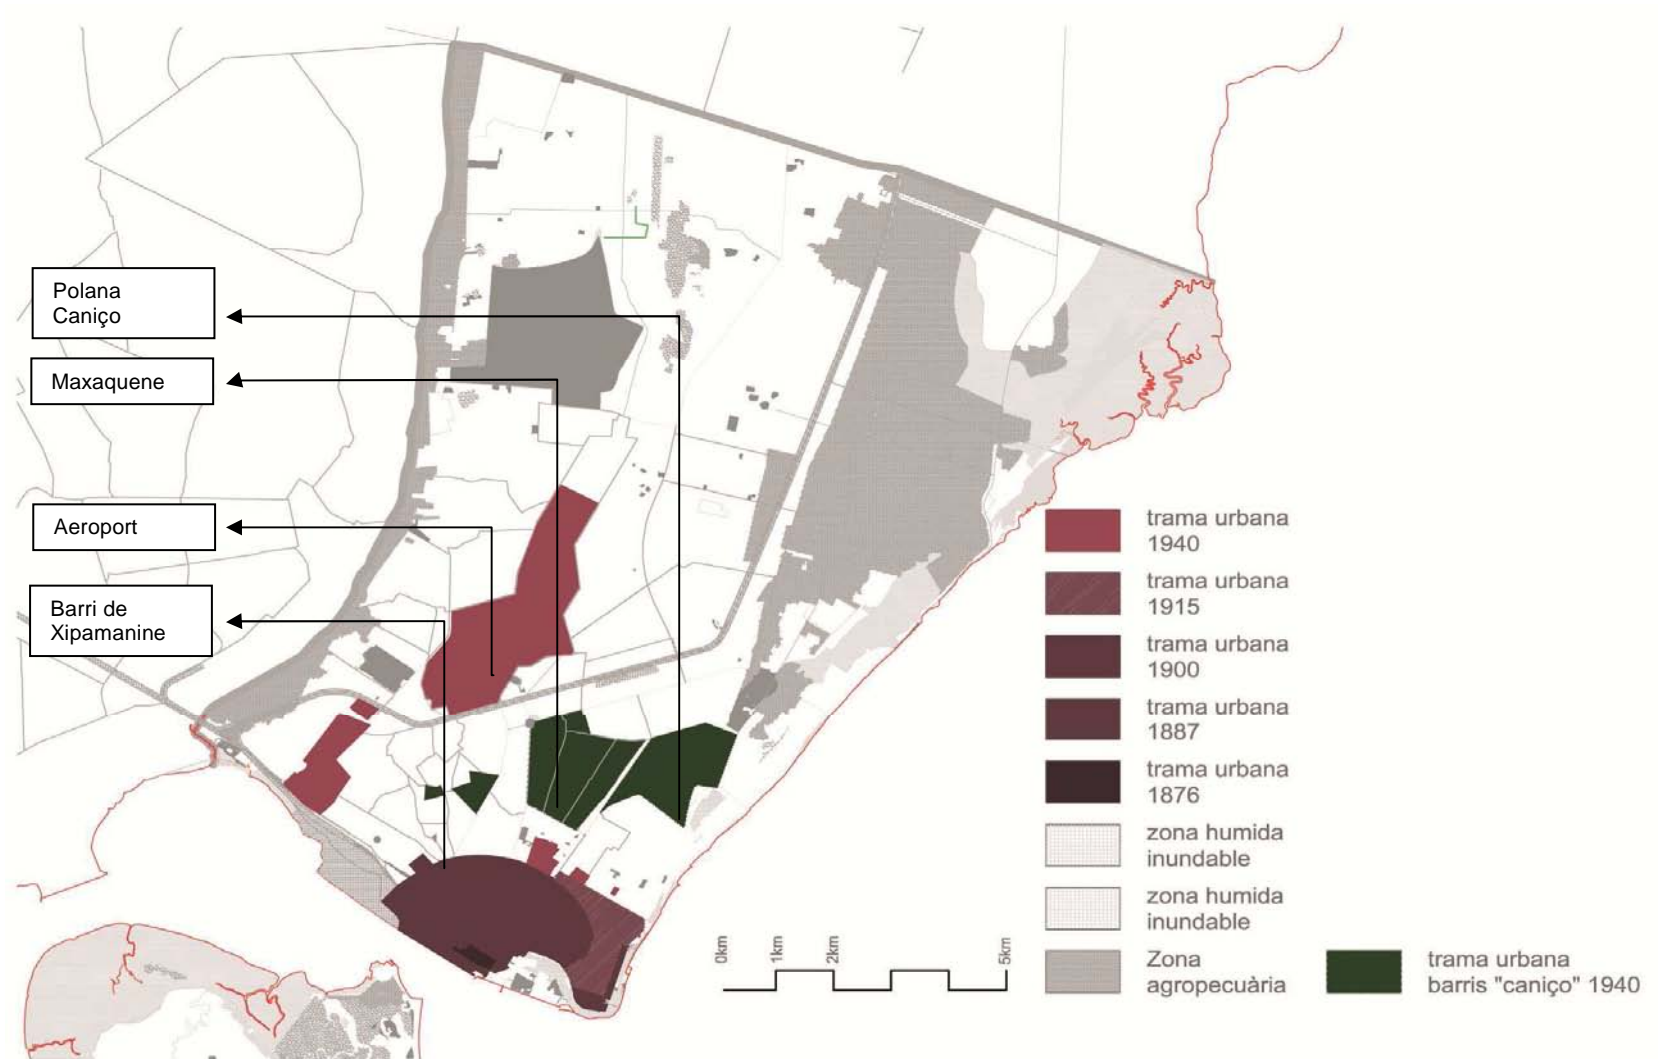 Polana
Caniço
Maxaquene
Aeroport
Barri de
Xipamanine
trama urbana
1940
trama urbana
1915
trama urbana
1900
trama urbana
1887
trama urbana
1876
zona humida
inundable
zona humida
inundable
Zona
agropecuària
trama urbana
barris "caniço" 1940
0km
1km
2km
5km